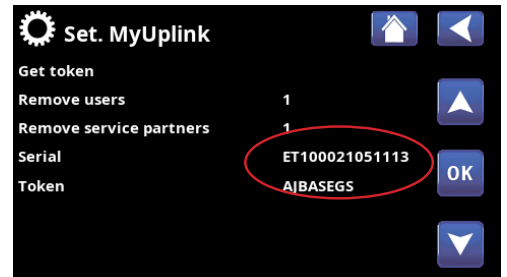 Set. MyUplink
Get token
Remove users 1
Remove service partners 1
Serial ET100021051113
Token AJBASEGS
OK